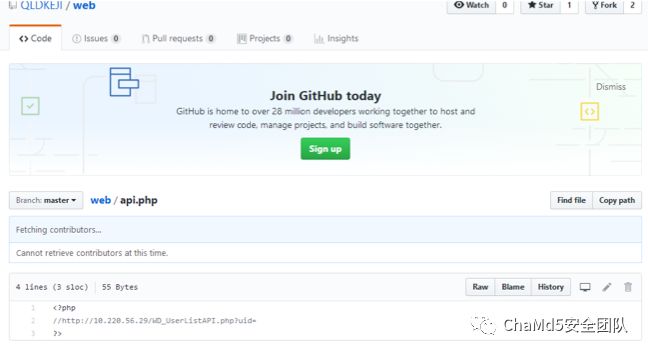 QLDKEJI / web
Watch 0 Star 1 Fork 2
Code Issues 0 Pull requests 0 Projects 0 Insights
Dismiss
Join GitHub today
GitHub is home to over 28 million developers working together to host and
review code, manage projects, and build software together.
Sign up
Branch: master web / api.php Find file Copy path
Fetching contributors...
Cannot retrieve contributors at this time.
4 lines (3 sloc) 55 Bytes Raw Blame History
1 <?php
2 //http://10.220.56.29/WD_UserListAPI.php?uid=
3 ?>
ChaMd5安全团队